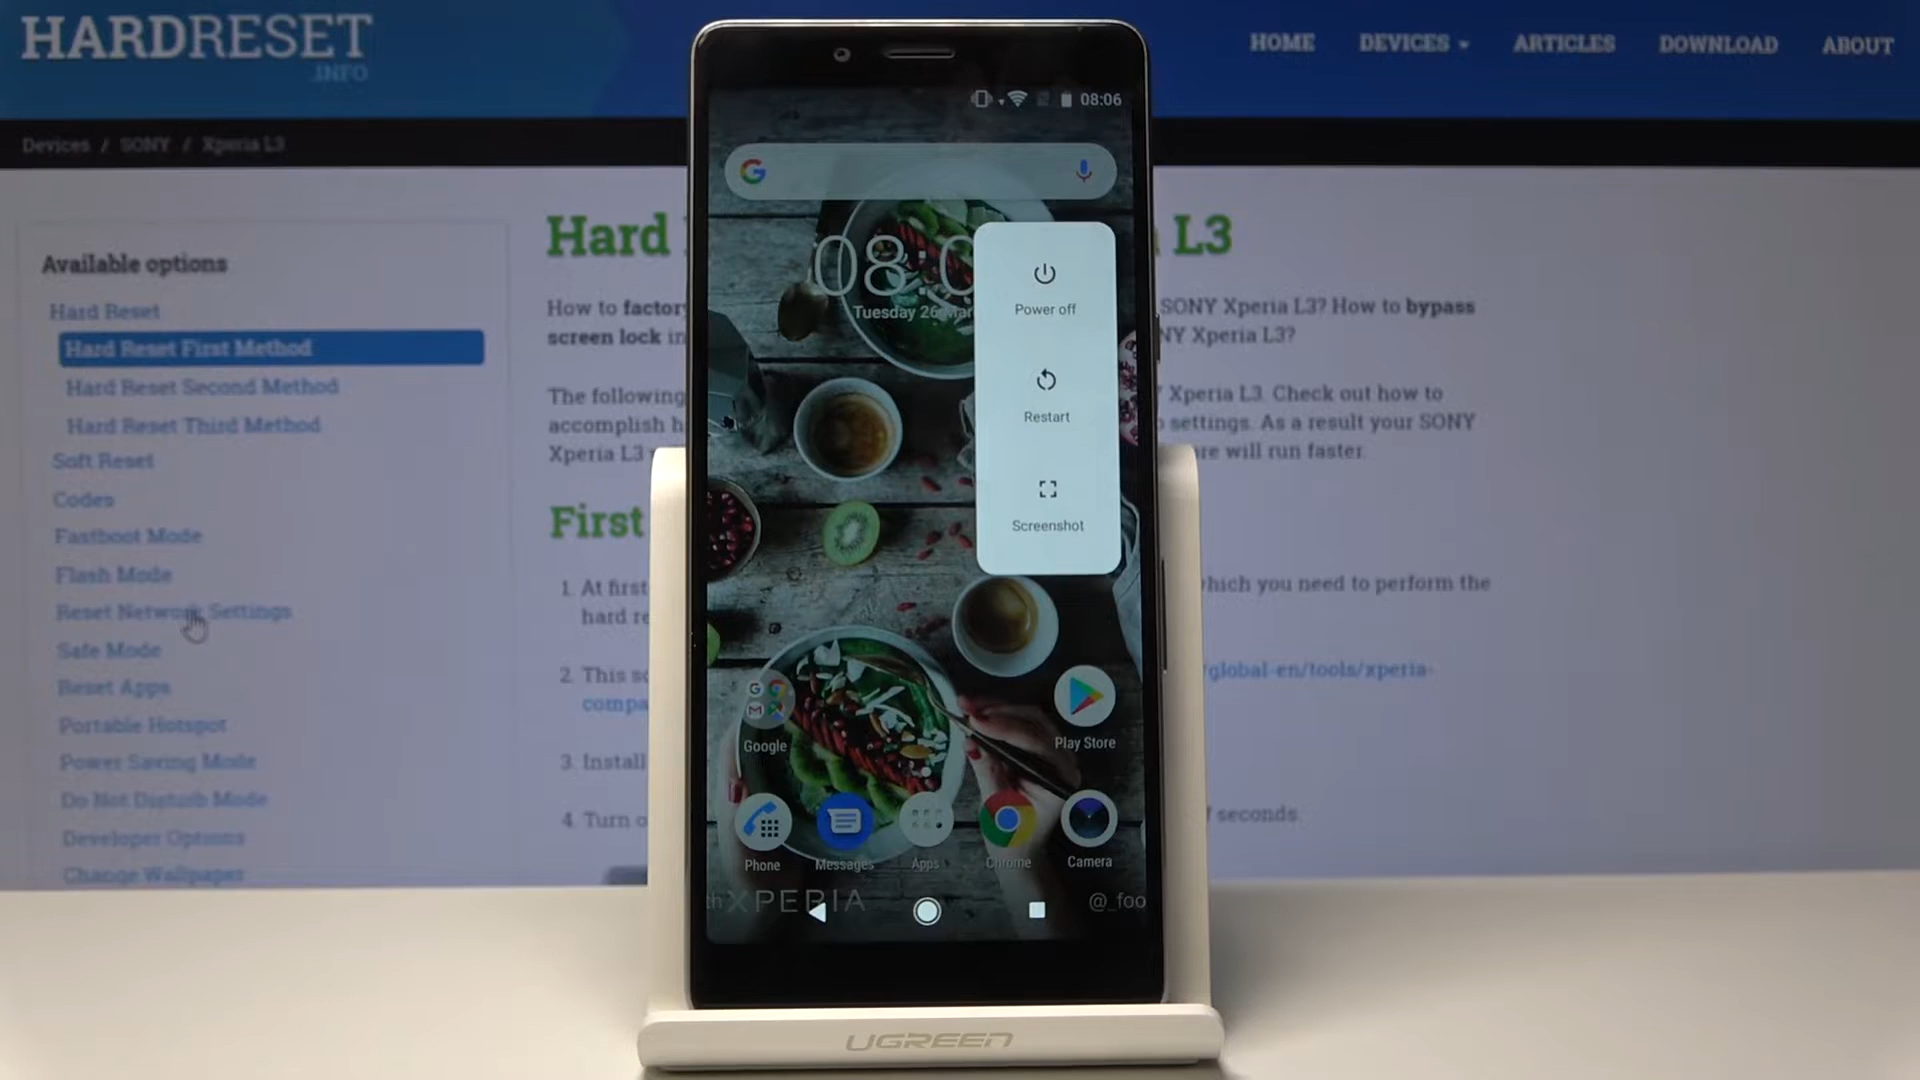 HARDRESET
.INFO
HOME DEVICES ARTICLES DOWNLOAD ABOUT
Devices / SONY / Xperia L3
Available options
Hard Reset
Hard Reset First Method
Hard Reset Second Method
Hard Reset Third Method
Soft Reset
Codes
Fastboot Mode
Flash Mode
Reset Network Settings
Safe Mode
Reset Apps
Portable Hotspot
Power Saving Mode
Do Not Disturb Mode
Developer Options
Change Wallpaper
Hard L3
How to factory SONY Xperia L3? How to bypass
screen lock in Xperia L3?
The following Xperia L3. Check out how to
accomplish settings. As a result your SONY
Xperia L3 will run faster.
First
1. At first which you need to perform the
hard
2. This
/global-en/tools/xperia-
3. Install
4. Turn seconds.
08:06
08:0
Tuesday 26
Power off
Restart
Screenshot
Google
Play Store
Phone
Messages
Apps
Chrome
Camera
XPERIA
@_foo
UGREEN